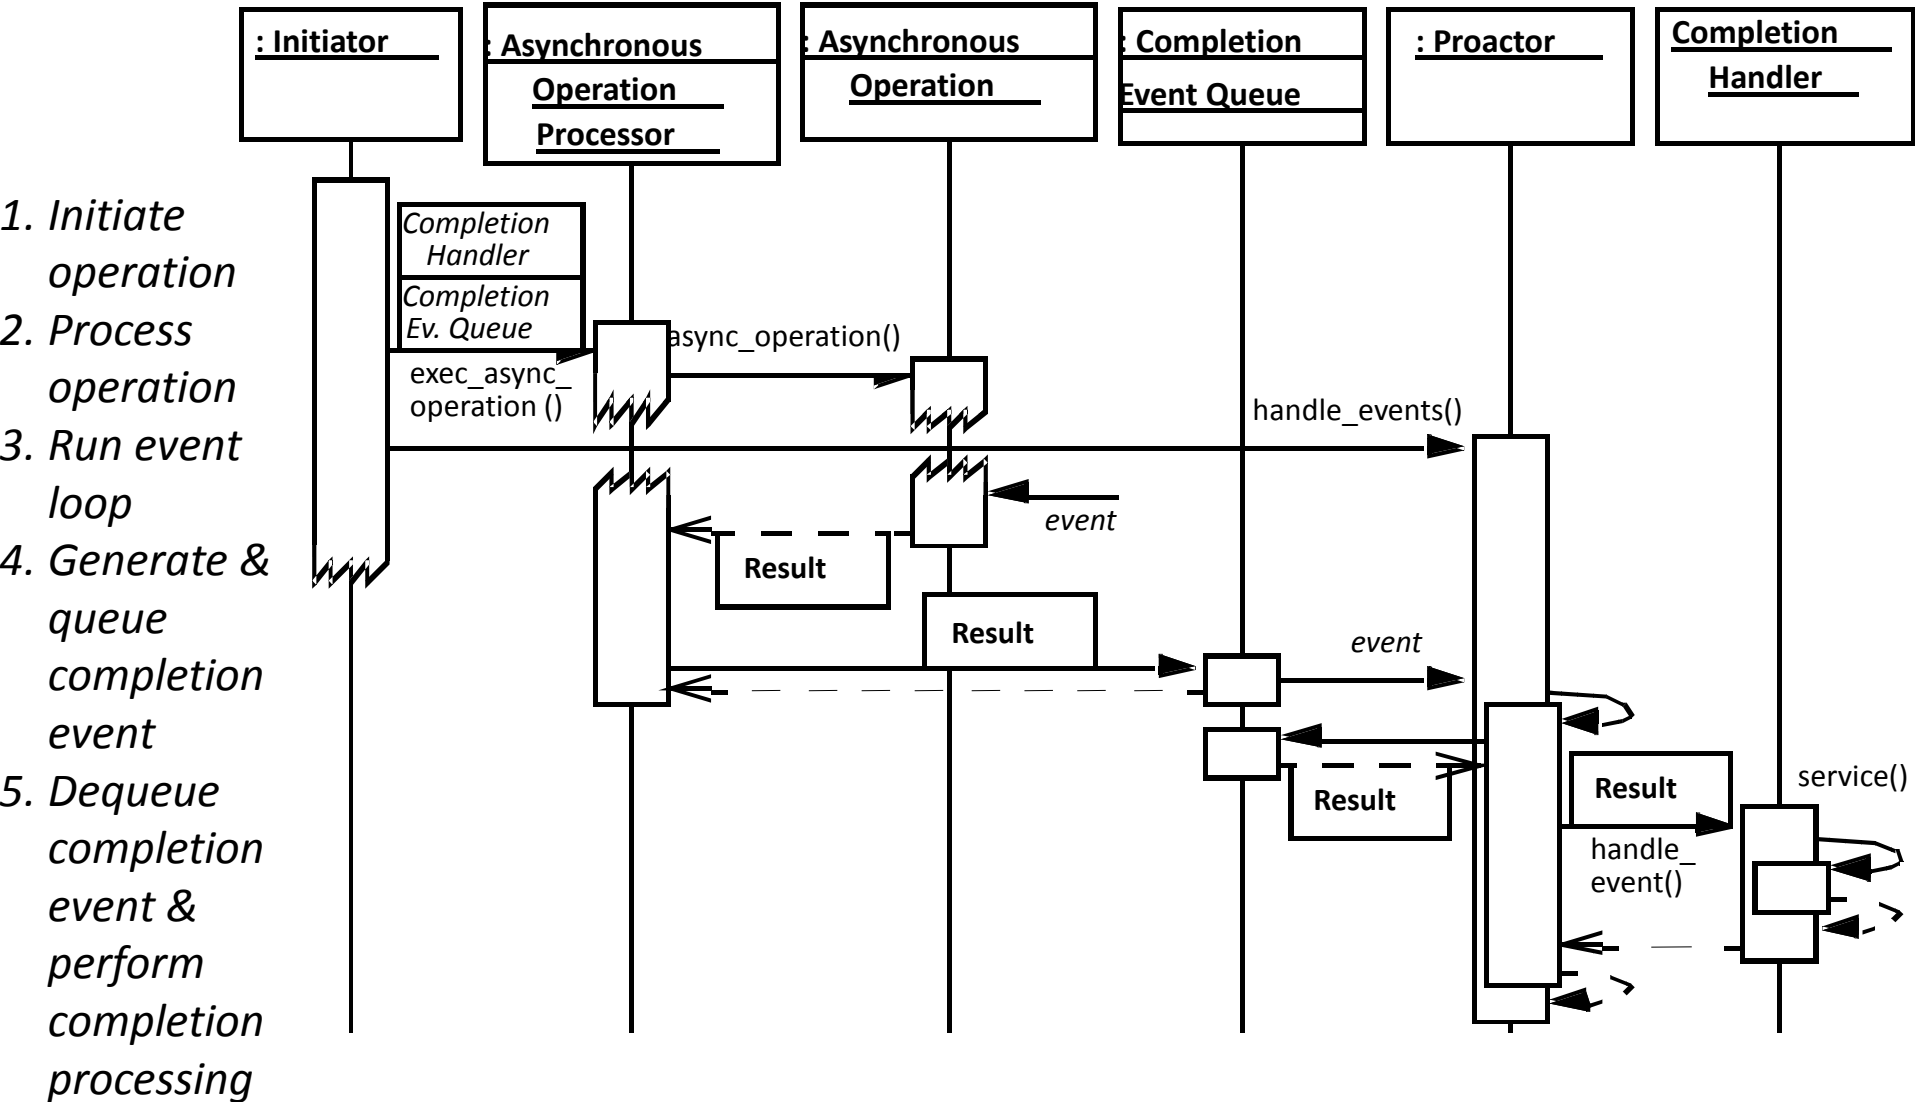 : Initiator
: Asynchronous
Operation
Processor
: Asynchronous
Operation
: Completion
Event Queue
: Proactor
Completion
Handler
1. Initiate
operation
2. Process
operation
3. Run event
loop
4. Generate &
queue
completion
event
5. Dequeue
completion
event &
perform
completion
processing
Completion
Handler
Completion
Ev. Queue
exec_async_
operation ()
async_operation()
handle_events()
event
Result
Result
event
Result
Result
service()
handle_
event()